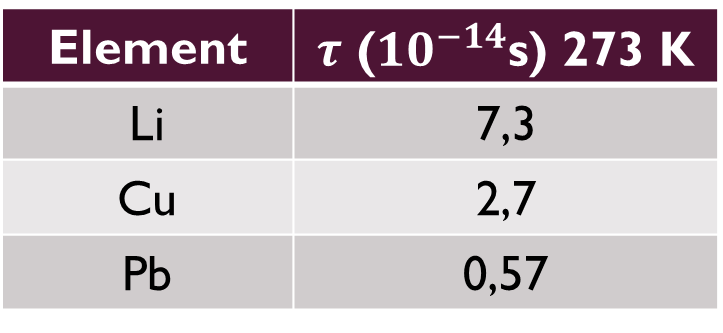 Element τ (10⁻¹⁴s) 273 K
Li 7,3
Cu 2,7
Pb 0,57